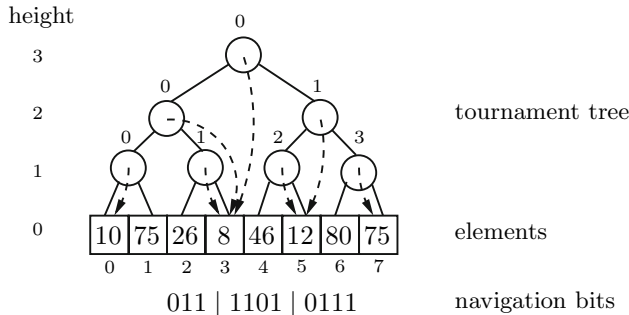 height
0
3
0 1
2 tournament tree
0 1 2 3
1
0 10 75 26 8 46 12 80 75 elements
0 1 2 3 4 5 6 7
011 | 1101 | 0111 navigation bits